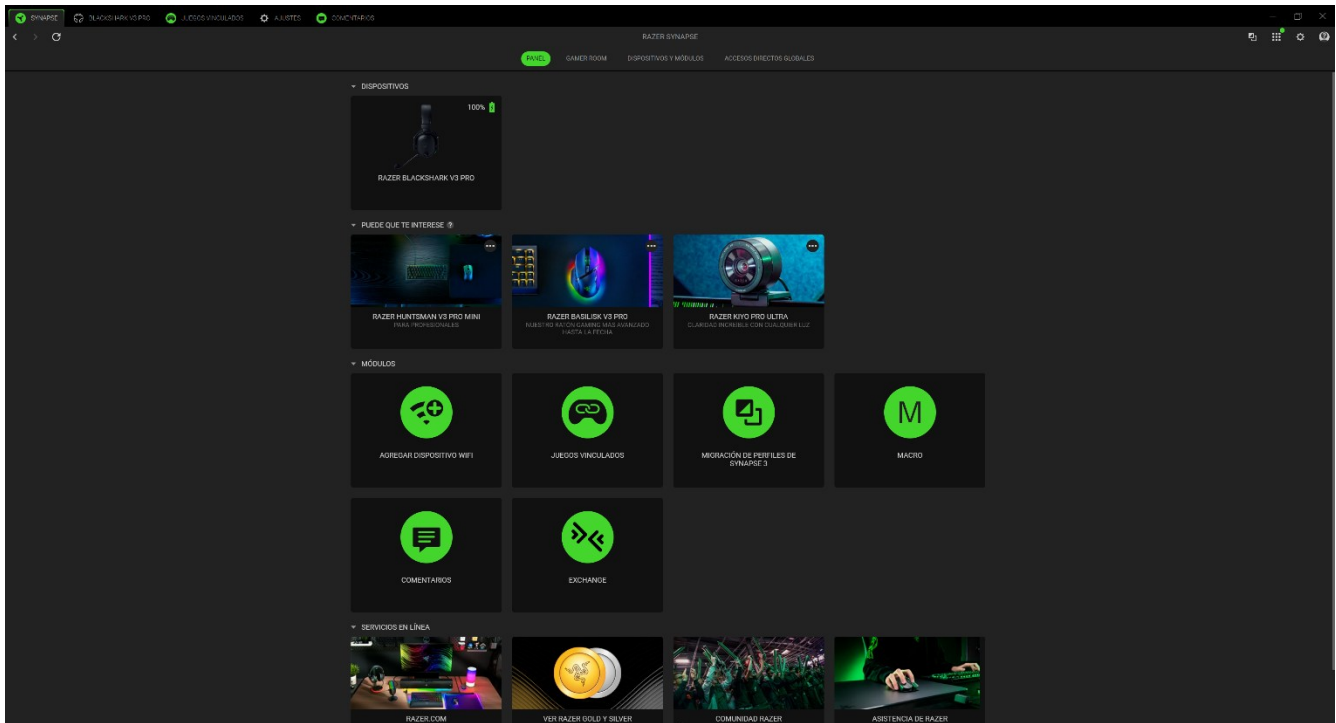 SYNAPSE
BLACKSHARK V3 PRO
JUEGOS VINCULADOS
AJUSTES
COMENTARIOS
RAZER SYNAPSE
PANEL
GAMER ROOM
DISPOSITIVOS Y MÓDULOS
ACCESOS DIRECTOS GLOBALES
DISPOSITIVOS
100%
RAZER BLACKSHARK V3 PRO
PUEDE QUE TE INTERESE
RAZER HUNTSMAN V3 PRO MINI
PARA PROFESIONALES
RAZER BASILISK V3 PRO
NUESTRO RATÓN GAMING MÁS AVANZADO
HASTA LA FECHA
RAZER KIYO PRO ULTRA
CLARIDAD INCREÍBLE CON CUALQUIER LUZ
MÓDULOS
AGREGAR DISPOSITIVO WIFI
JUEGOS VINCULADOS
MIGRACIÓN DE PERFILES DE
SYNAPSE 3
M
MACRO
COMENTARIOS
EXCHANGE
SERVICIOS EN LÍNEA
RAZER.COM
VER RAZER GOLD Y SILVER
COMUNIDAD RAZER
ASISTENCIA DE RAZER